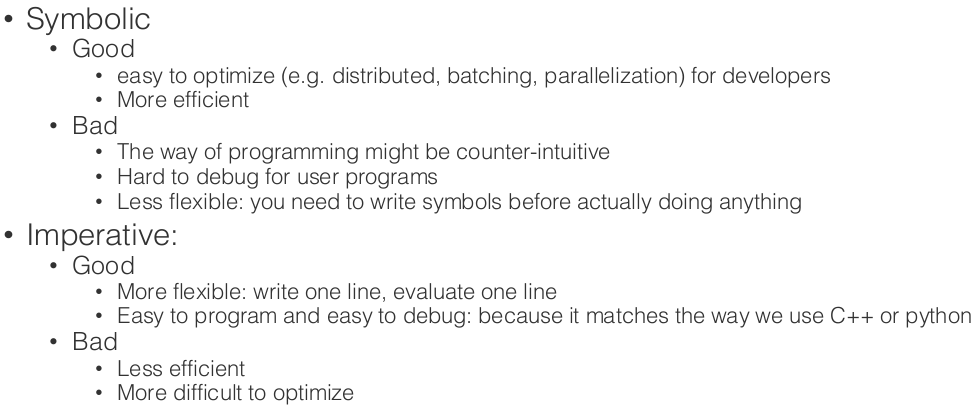 • Symbolic
• Good
• easy to optimize (e.g. distributed, batching, parallelization) for developers
• More efficient
• Bad
• The way of programming might be counter-intuitive
• Hard to debug for user programs
• Less flexible: you need to write symbols before actually doing anything
• Imperative:
• Good
• More flexible: write one line, evaluate one line
• Easy to program and easy to debug: because it matches the way we use C++ or python
• Bad
• Less efficient
• More difficult to optimize